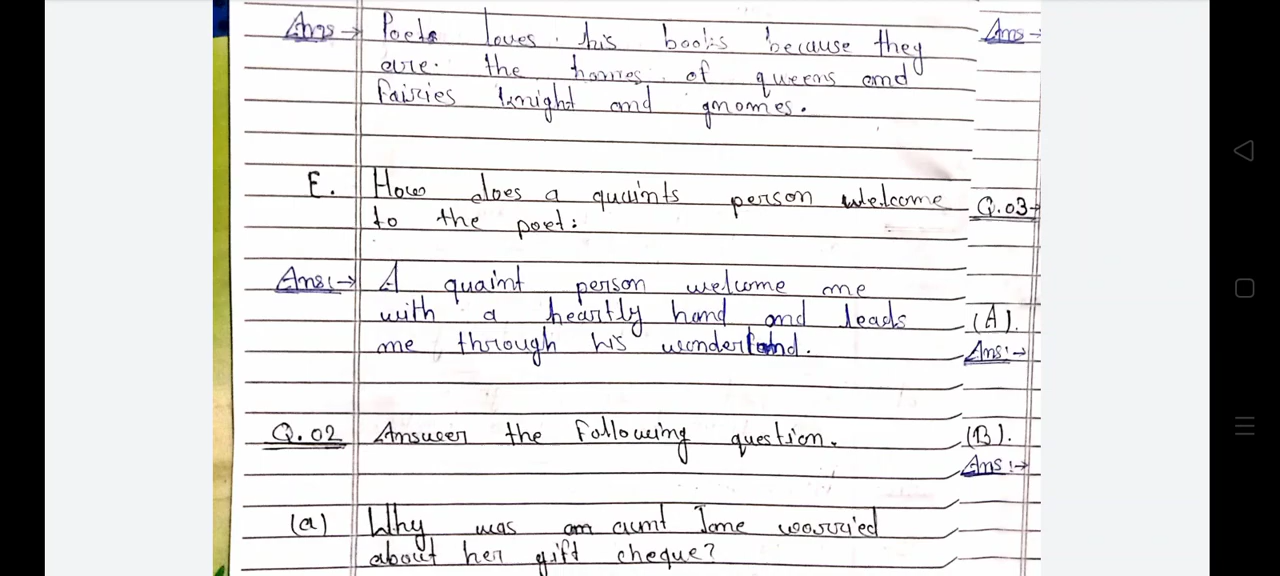 Ans → Poets loves his books because they
are the homes of queens and
fairies knight and gnomes.
E. How does a quaints person welcome
to the poet:
Ans:→ A quaint person welcome me
with a heartly hand and leads
me through his wonderland.
Q.02 Answer the following question.
(a) Why was an aunt Jane worried
about her gift cheque?
Ans →
Q.03→
(A).
Ans:→
(B).
Ans:→